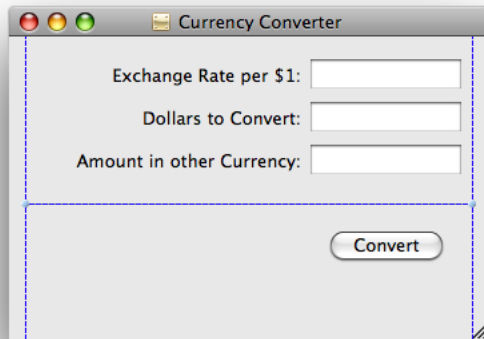 Currency Converter
Exchange Rate per $1:
Dollars to Convert:
Amount in other Currency:
Convert